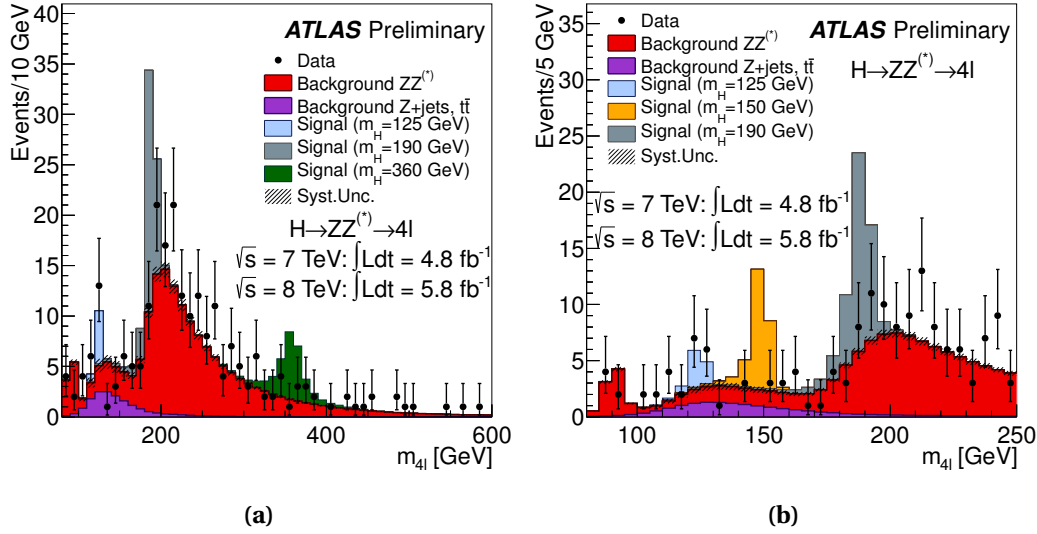 ATLAS Preliminary
Data
Background ZZ(*)
Background Z+jets, tt̄
Signal (mH=125 GeV)
Signal (mH=190 GeV)
Signal (mH=360 GeV)
Syst.Unc.
H→ZZ(*)→4l
√s = 7 TeV: ∫Ldt = 4.8 fb-1
√s = 8 TeV: ∫Ldt = 5.8 fb-1
Events/10 GeV
40
35
30
25
20
15
10
5
0
200 400 600
m4l [GeV]
(a)
ATLAS Preliminary
Data
Background ZZ(*)
H→ZZ(*)→4l
Background Z+jets, tt̄
Signal (mH=125 GeV)
Signal (mH=150 GeV)
Signal (mH=190 GeV)
Syst.Unc.
√s = 7 TeV: ∫Ldt = 4.8 fb-1
√s = 8 TeV: ∫Ldt = 5.8 fb-1
Events/5 GeV
35
30
25
20
15
10
5
0
100 150 200 250
m4l [GeV]
(b)